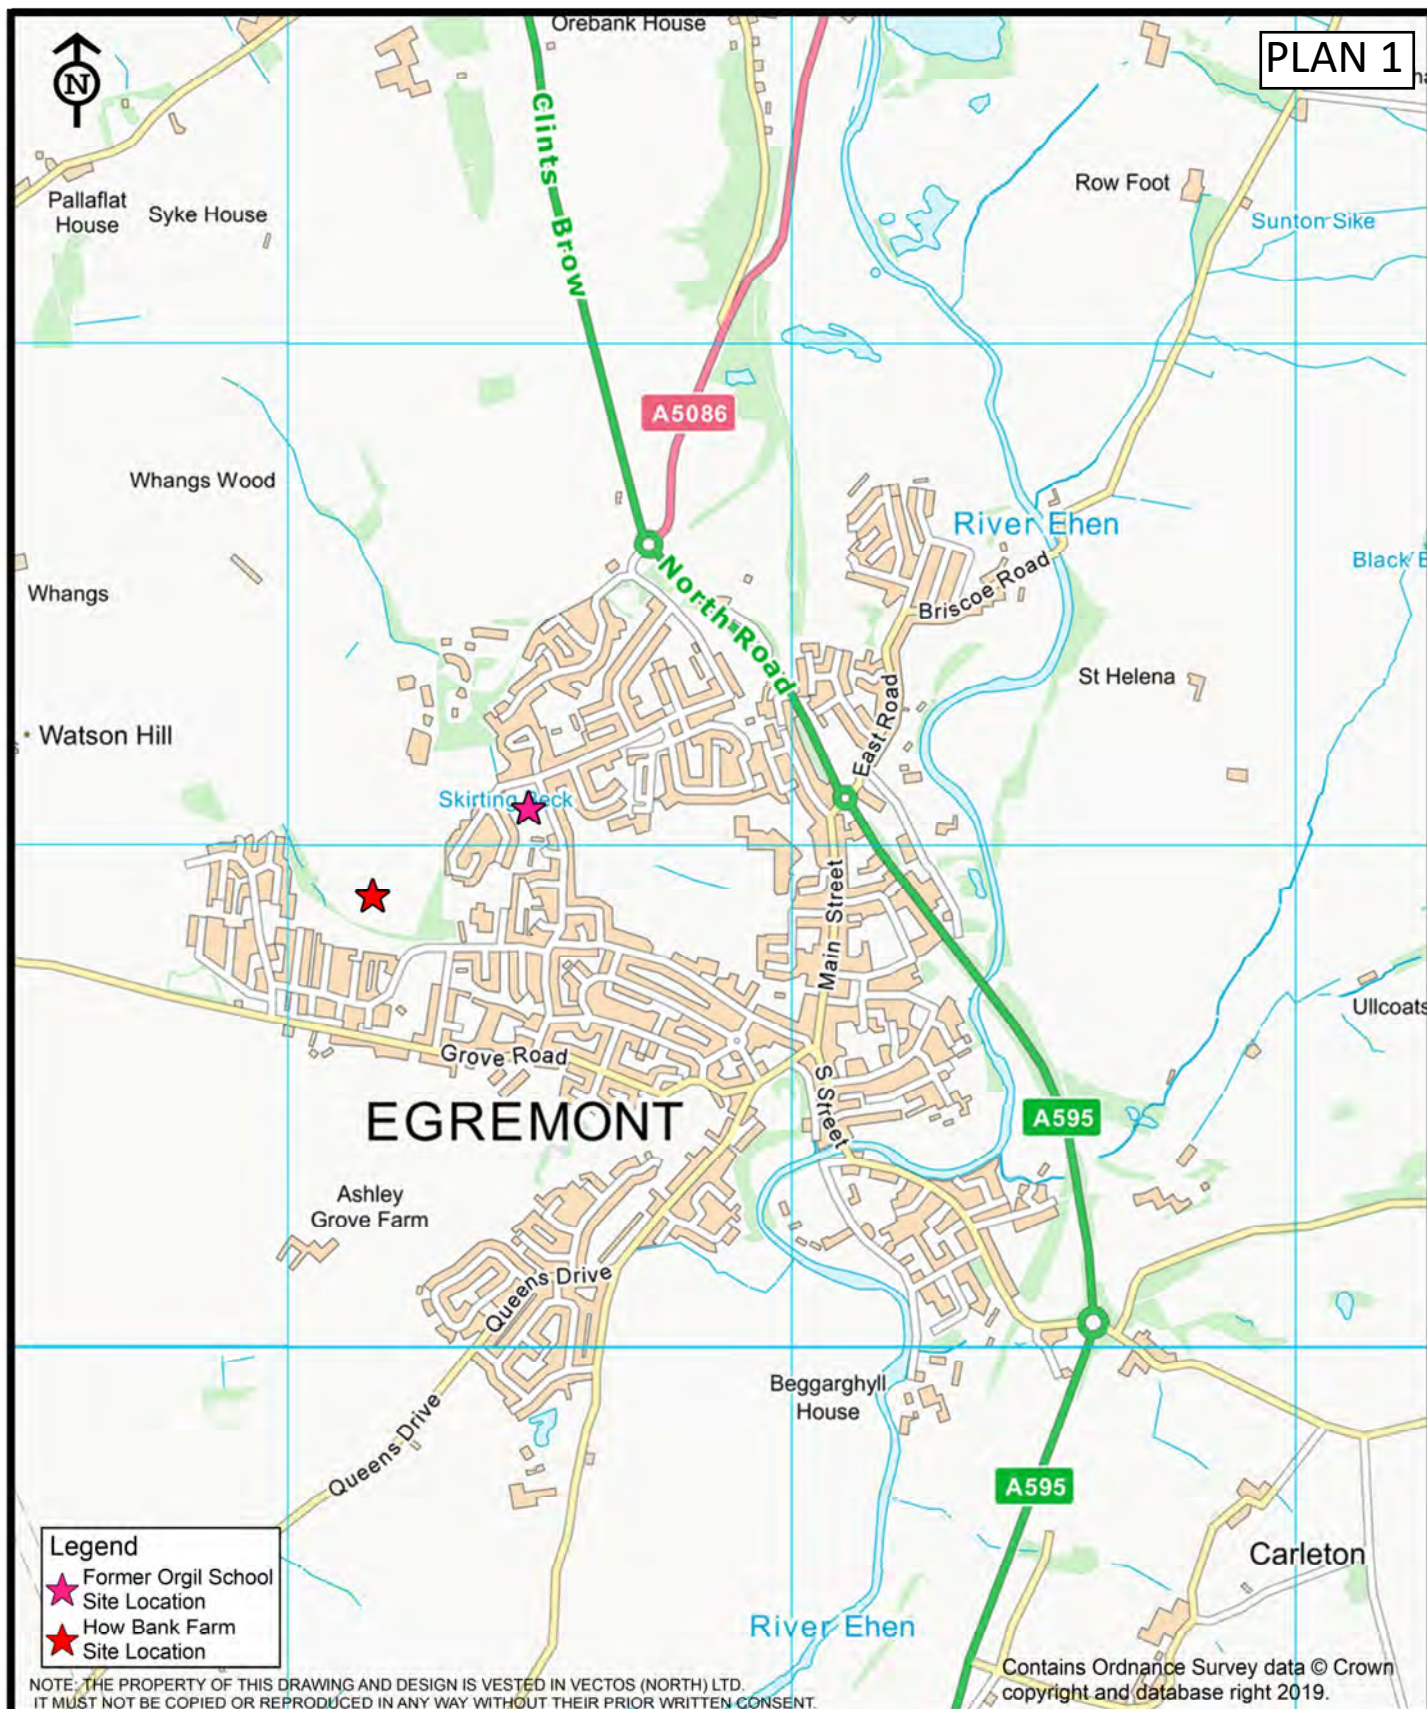 Orebank House
PLAN 1
N
Clints Brow
Pallaflat
House
Syke House
Row Foot
Sunton Sike
A5086
Whangs Wood
River Ehen
Black
Briscoe Road
North Road
Whangs
St Helena
East Road
Watson Hill
Skirting Beck
Main Street
Ullcoats
Grove Road
S Street
A595
EGREMONT
Ashley
Grove Farm
Queens Drive
Beggarghyll
House
Queens Drive
A595
Carleton
River Ehen
Legend
Former Orgil School
Site Location
How Bank Farm
Site Location
Contains Ordnance Survey data © Crown
copyright and database right 2019.
NOTE: THE PROPERTY OF THIS DRAWING AND DESIGN IS VESTED IN VECTOS (NORTH) LTD.
IT MUST NOT BE COPIED OR REPRODUCED IN ANY WAY WITHOUT THEIR PRIOR WRITTEN CONSENT.